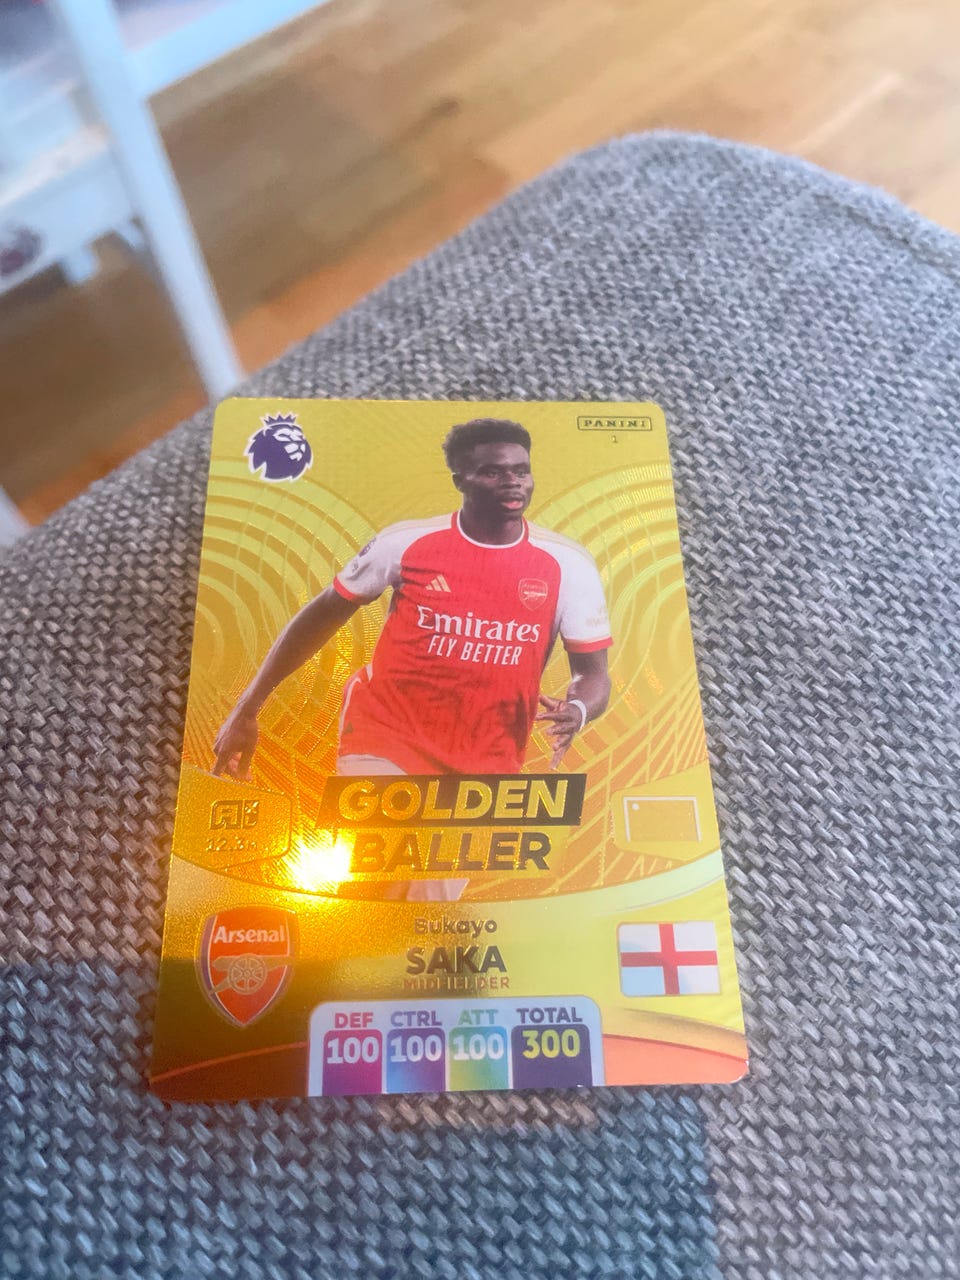 PANINI
1
Emirates
FLY BETTER
GOLDEN
BALLER
Arsenal
Bukayo
SAKA
MIDFIELDER
DEF CTRL ATT TOTAL
100 100 100 300